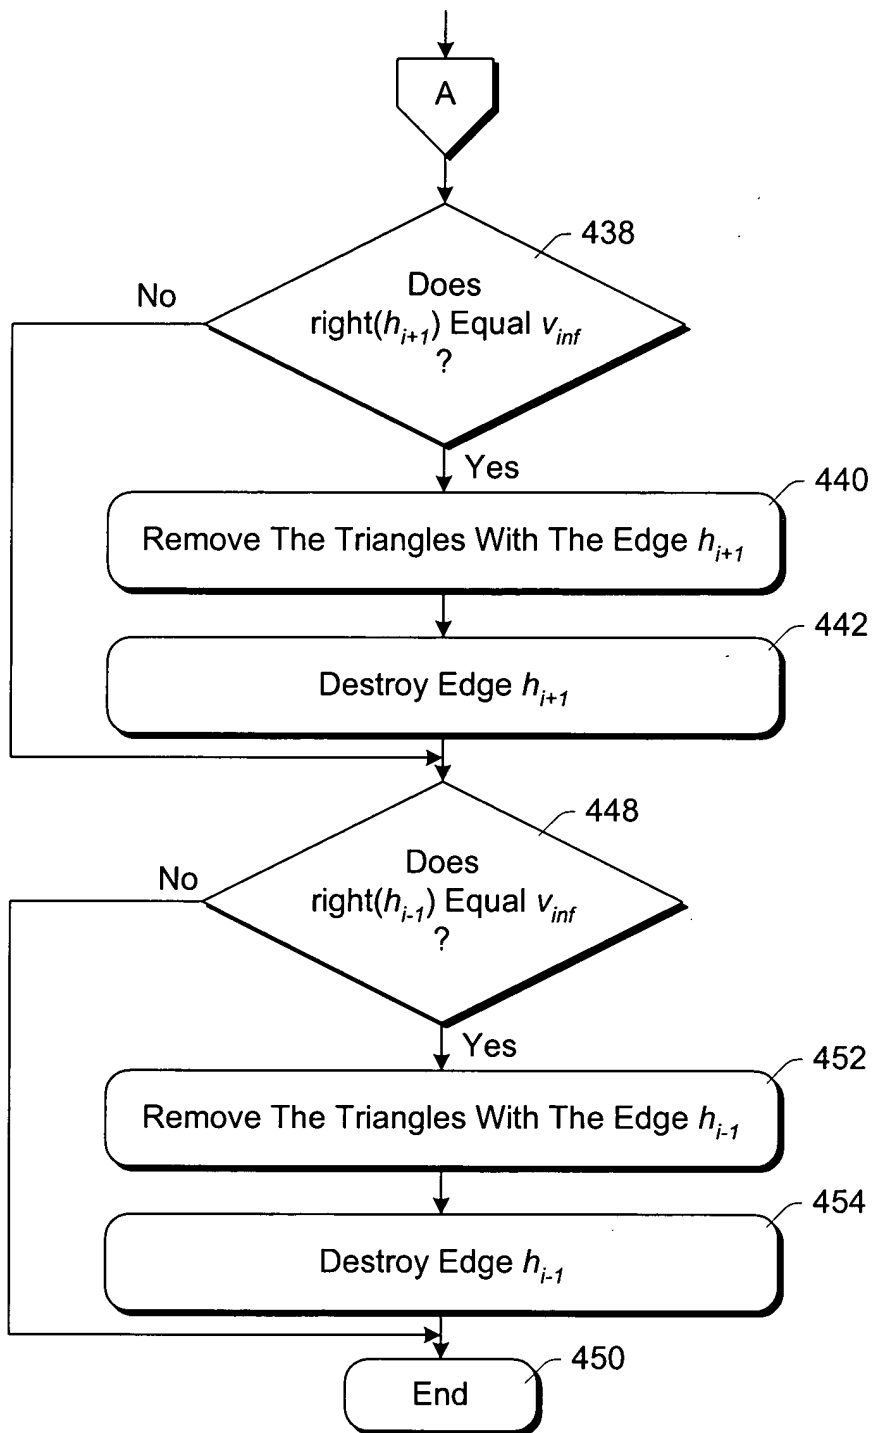 A
438
No
Does
right(h_{i+1}) Equal v_{inf}
?
Yes
440
Remove The Triangles With The Edge h_{i+1}
442
Destroy Edge h_{i+1}
448
No
Does
right(h_{i-1}) Equal v_{inf}
?
Yes
452
Remove The Triangles With The Edge h_{i-1}
454
Destroy Edge h_{i-1}
450
End